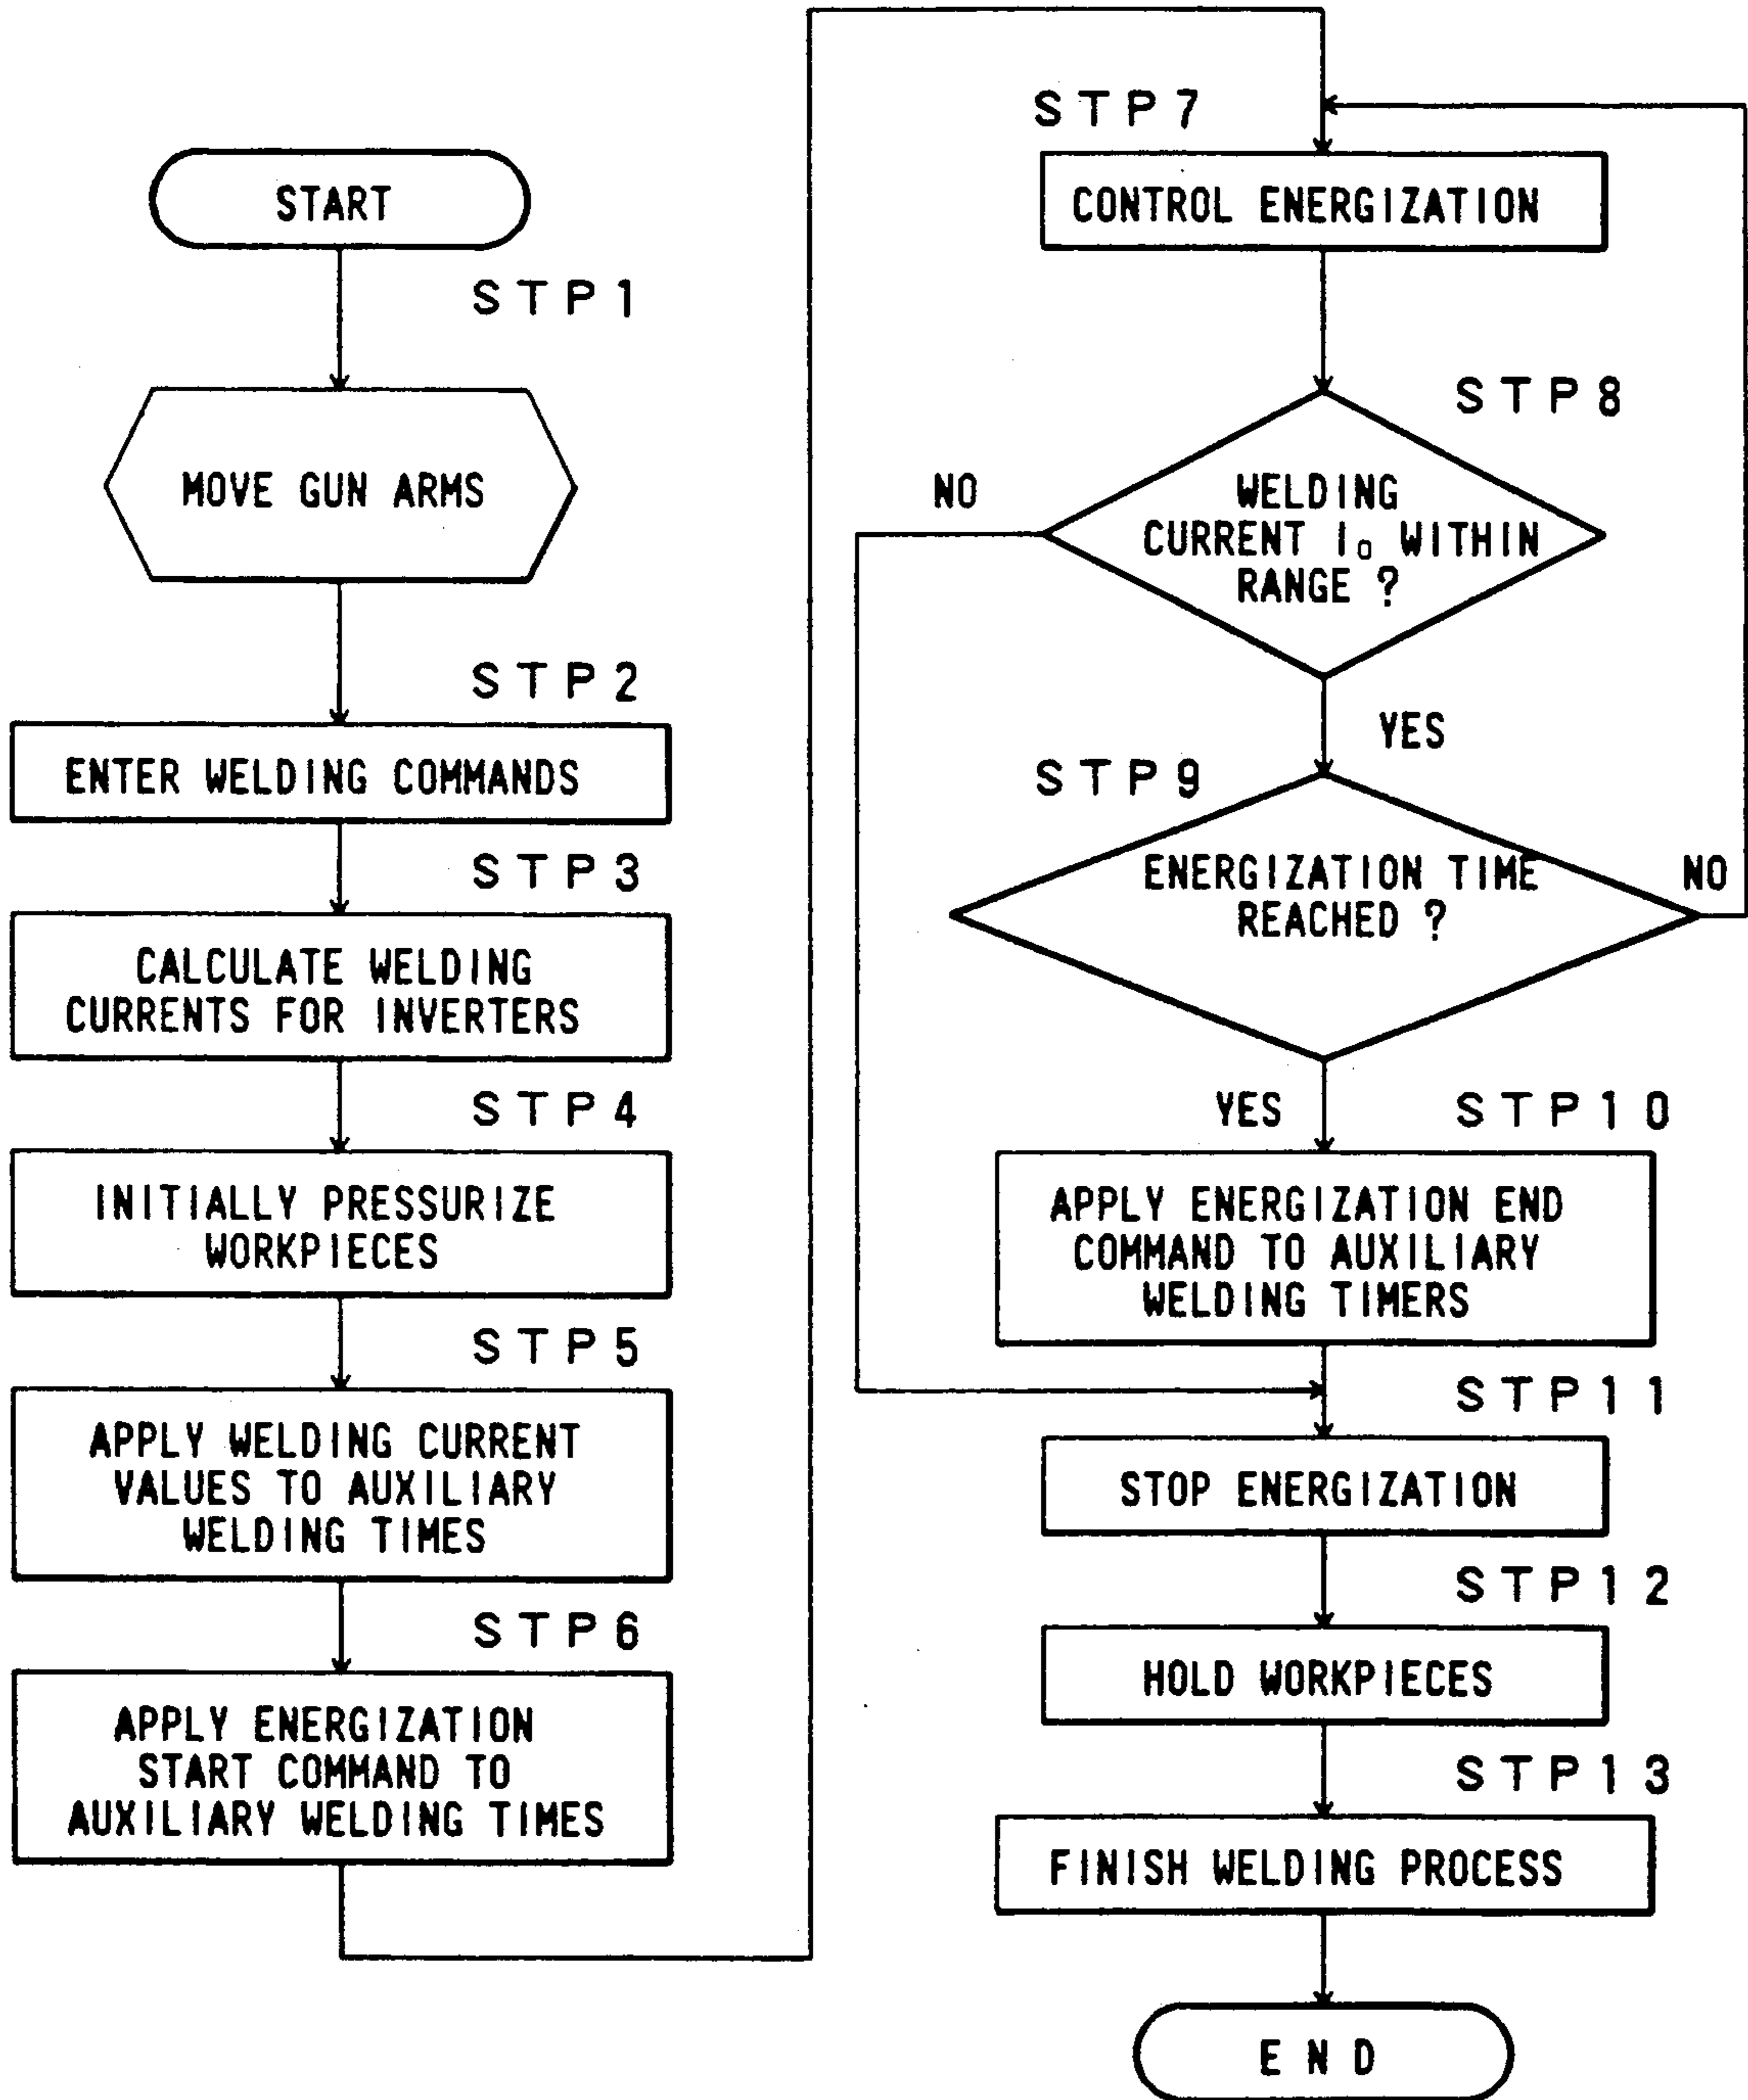 START
STP1
MOVE GUN ARMS
STP2
ENTER WELDING COMMANDS
STP3
CALCULATE WELDING
CURRENTS FOR INVERTERS
STP4
INITIALLY PRESSURIZE
WORKPIECES
STP5
APPLY WELDING CURRENT
VALUES TO AUXILIARY
WELDING TIMES
STP6
APPLY ENERGIZATION
START COMMAND TO
AUXILIARY WELDING TIMES
STP7
CONTROL ENERGIZATION
STP8
NO
WELDING
CURRENT I₀ WITHIN
RANGE ?
YES
STP9
ENERGIZATION TIME
REACHED ?
NO
YES
STP10
APPLY ENERGIZATION END
COMMAND TO AUXILIARY
WELDING TIMERS
STP11
STOP ENERGIZATION
STP12
HOLD WORKPIECES
STP13
FINISH WELDING PROCESS
END